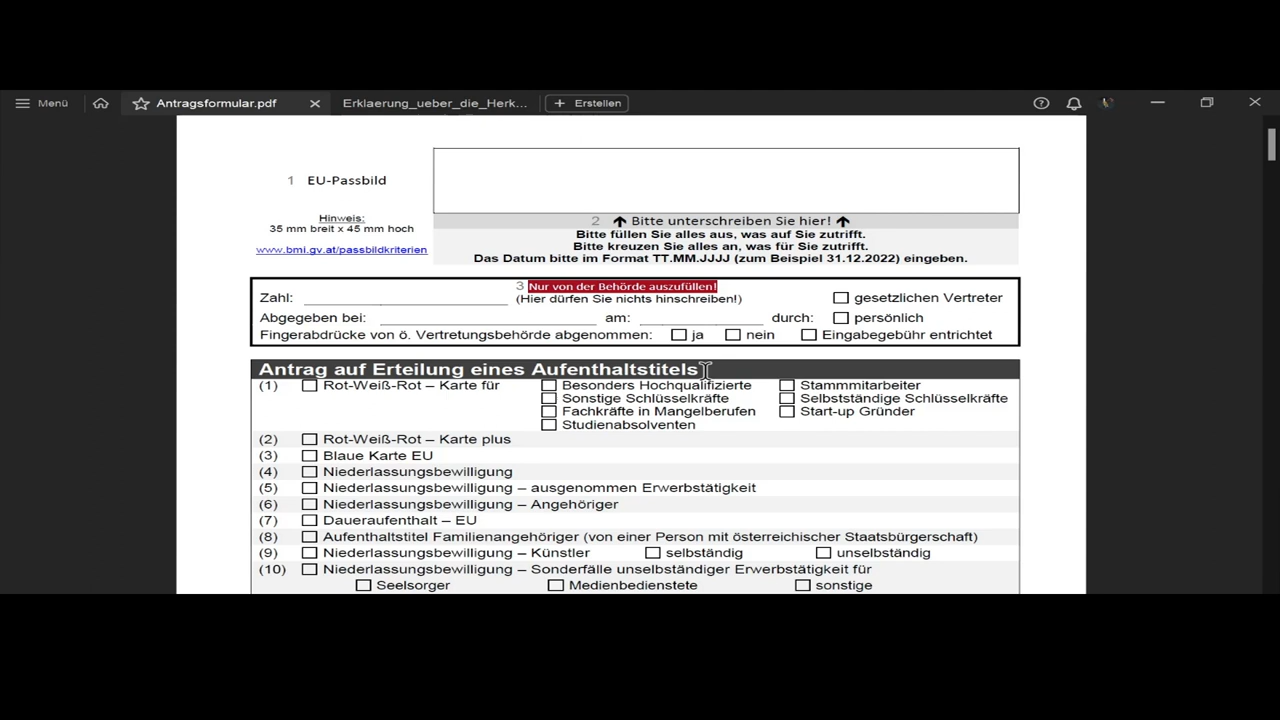 Menü Antragsformular.pdf Erklaerung_ueber_die_Herk... Erstellen
1 EU-Passbild
Hinweis:
35 mm breit x 45 mm hoch
www.bmi.gv.at/passbildkriterien
2 ↑ Bitte unterschreiben Sie hier! ↑
Bitte füllen Sie alles aus, was auf Sie zutrifft.
Bitte kreuzen Sie alles an, was für Sie zutrifft.
Das Datum bitte im Format TT.MM.JJJJ (zum Beispiel 31.12.2022) eingeben.
3 Nur von der Behörde auszufüllen!
(Hier dürfen Sie nichts hinschreiben!)
Zahl: gesetzlichen Vertreter
Abgegeben bei: am: durch: persönlich
Fingerabdrücke von ö. Vertretungsbehörde abgenommen: ja nein Eingabegebühr entrichtet
Antrag auf Erteilung eines Aufenthaltstitels
(1) Rot-Weiß-Rot – Karte für Besonders Hochqualifizierte Stammmitarbeiter
Sonstige Schlüsselkräfte Selbstständige Schlüsselkräfte
Fachkräfte in Mangelberufen Start-up Gründer
Studienabsolventen
(2) Rot-Weiß-Rot – Karte plus
(3) Blaue Karte EU
(4) Niederlassungsbewilligung
(5) Niederlassungsbewilligung – ausgenommen Erwerbstätigkeit
(6) Niederlassungsbewilligung – Angehöriger
(7) Daueraufenthalt – EU
(8) Aufenthaltstitel Familienangehöriger (von einer Person mit österreichischer Staatsbürgerschaft)
(9) Niederlassungsbewilligung – Künstler selbständig unselbständig
(10) Niederlassungsbewilligung – Sonderfälle unselbständiger Erwerbstätigkeit für
Seelsorger Medienbedienstete sonstige